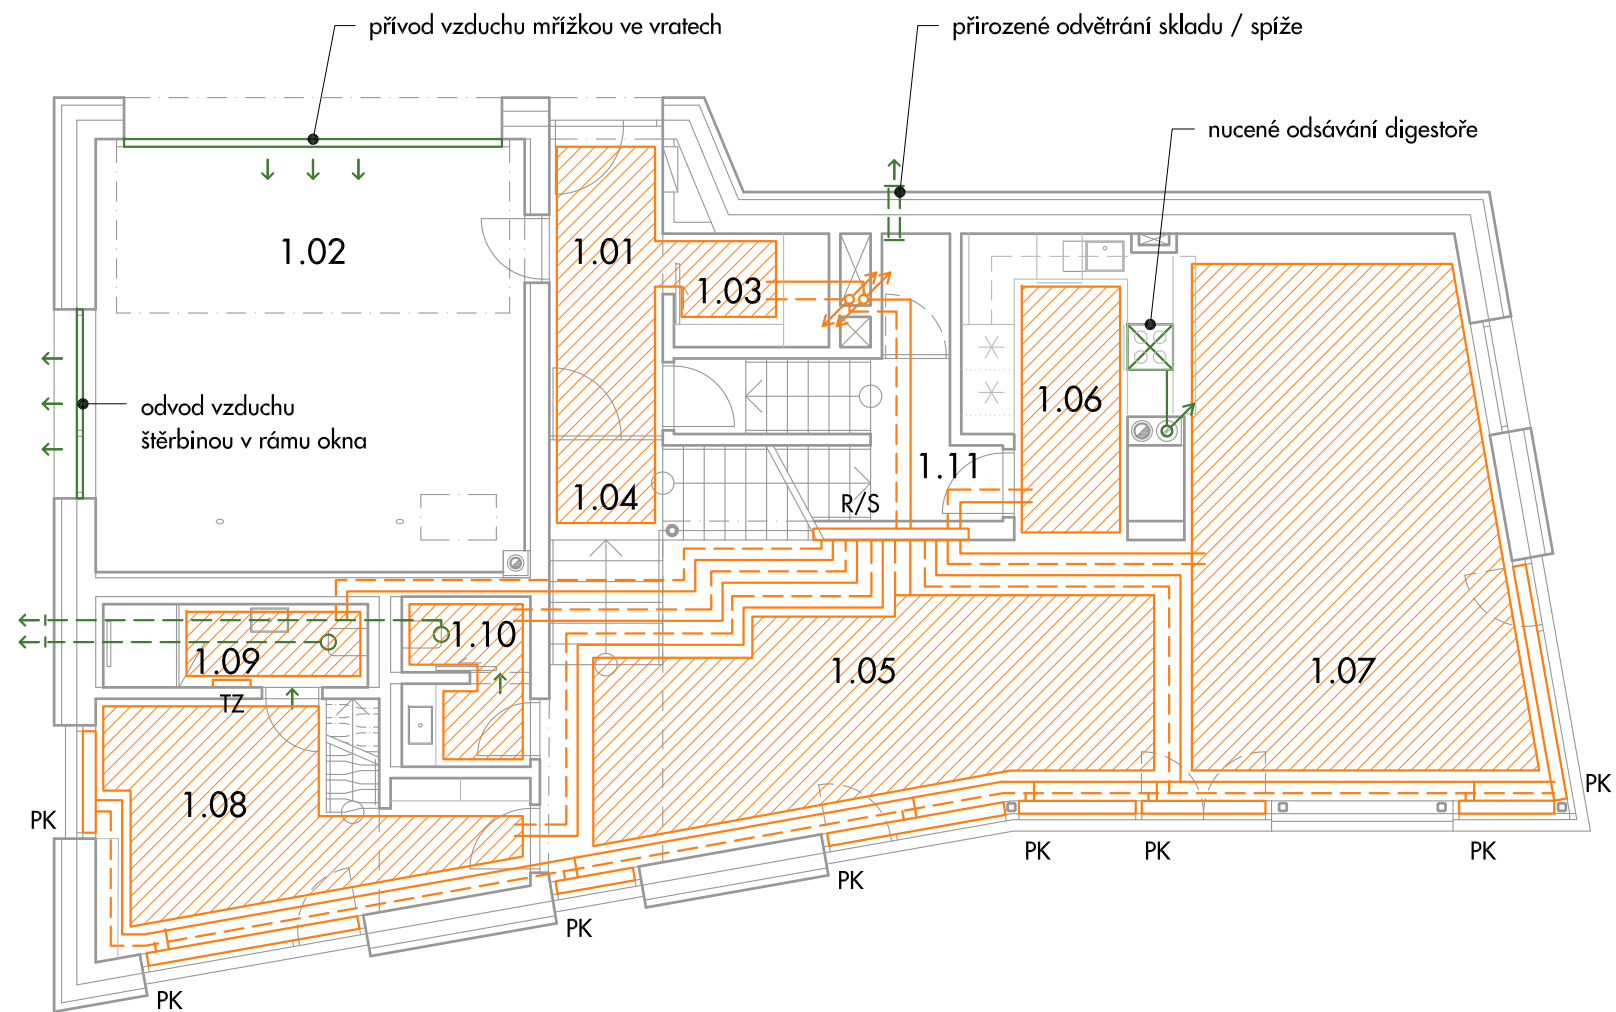 přívod vzduchu mřížkou ve vratech
přirozené odvětrání skladu / spíže
nucené odsávání digestoře
1.02
1.01
1.03
1.06
odvod vzduchu
štěrbinou v rámu okna
1.04
1.11
R/S
1.10
1.09
1.05
1.07
TZ
1.08
PK
PK
PK
PK
PK
PK
PK
PK